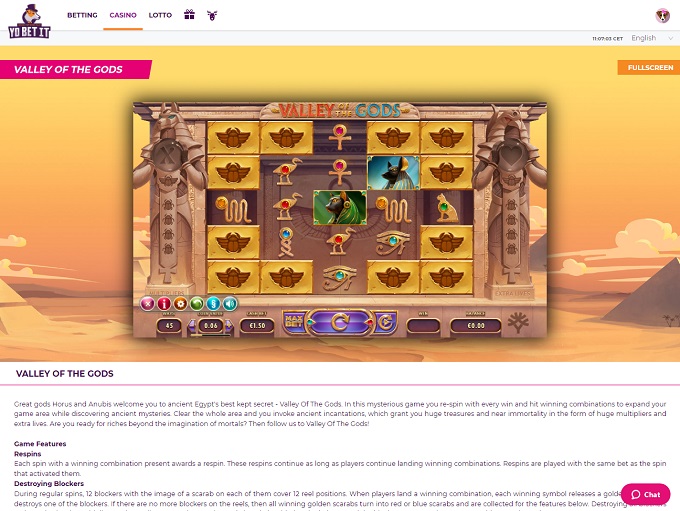 YO BET IT
BETTING CASINO LOTTO
11:07:03 CET English
VALLEY OF THE GODS
FULLSCREEN
VALLEY OF THE GODS
MULTIPLIERS
EXTRA LIVES
WAYS
45
COIN VALUE
0.06
CASH BET
€1.50
MAX BET
WIN
BALANCE
€0.00
VALLEY OF THE GODS
Great gods Horus and Anubis welcome you to ancient Egypt's best kept secret - Valley Of The Gods. In this mysterious game you re-spin with every win and hit winning combinations to expand your
game area while discovering ancient mysteries. Clear the whole area and you invoke ancient incantations, which grant you huge treasures and near immortality in the form of huge multipliers and
extra lives. Are you ready for riches beyond the imagination of mortals? Then follow us to Valley Of The Gods!
Game Features
Respins
Each spin with a winning combination present awards a respin. These respins continue as long as players continue landing winning combinations. Respins are played with the same bet as the spin
that activated them.
Destroying Blockers
During regular spins, 12 blockers with the image of a scarab on each of them cover 12 reel positions. When players land a winning combination, each winning symbol releases a
destroys one of the blockers. If there are no more blockers on the reels, then all winning golden scarabs turn into red or blue scarabs and are collected for the features below. Destroying
Chat